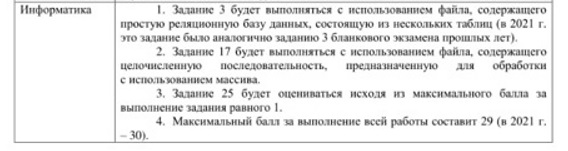 Информатика
1. Задание 3 будет выполняться с использованием файла, содержащего
простую реляционную базу данных, состоящую из нескольких таблиц (в 2021 г.
это задание было аналогично заданию 3 бланкового экзамена прошлых лет).
2. Задание 17 будет выполняться с использованием файла, содержащего
целочисленную последовательность, предназначенную для обработки
с использованием массива.
3. Задание 25 будет оцениваться исходя из максимального балла за
выполнение задания равного 1.
4. Максимальный балл за выполнение всей работы составит 29 (в 2021 г.
– 30).